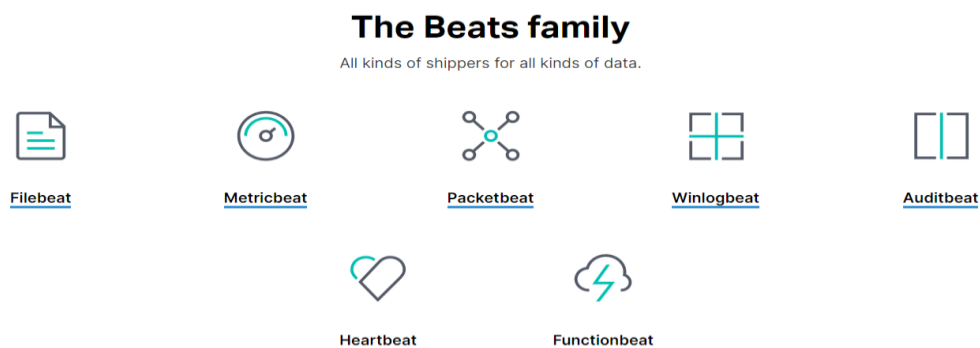 The Beats family
All kinds of shippers for all kinds of data.
Filebeat Metricbeat Packetbeat Winlogbeat Auditbeat
Heartbeat Functionbeat